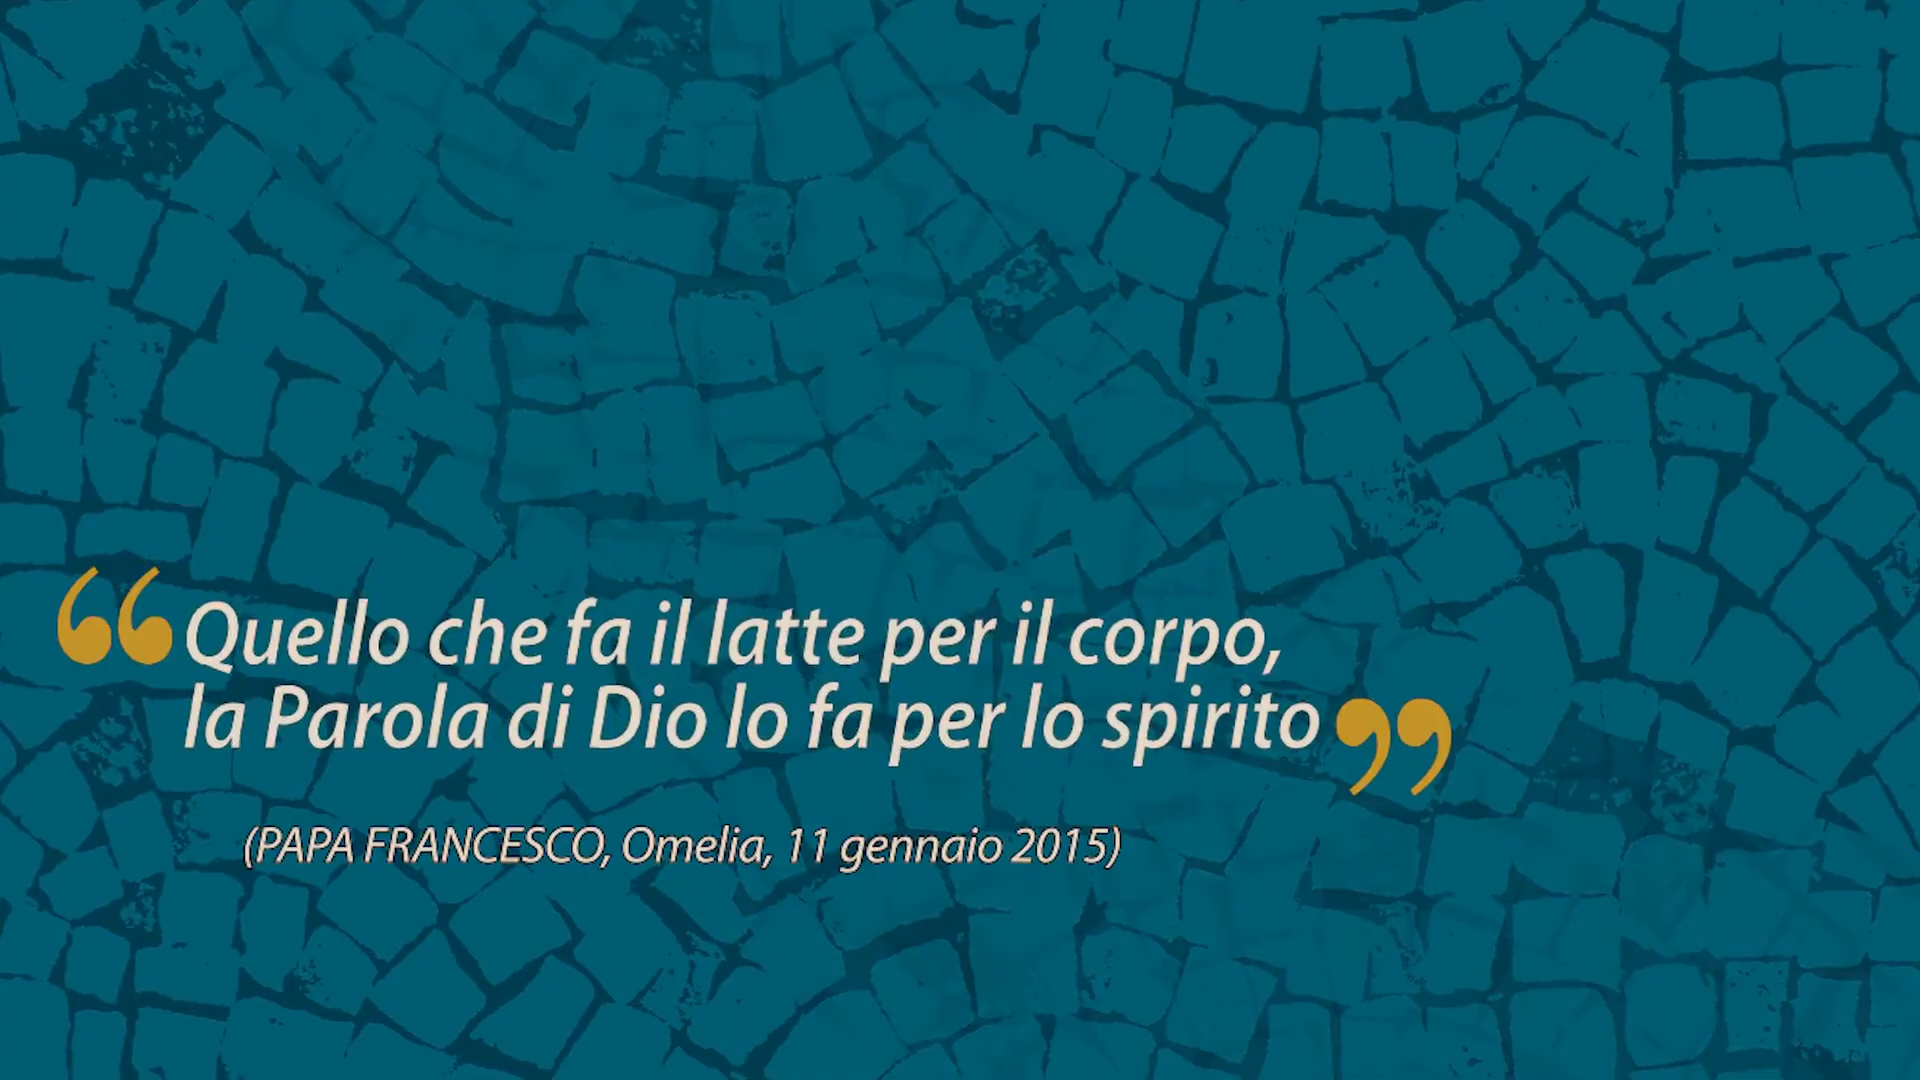 “Quello che fa il latte per il corpo,
la Parola di Dio lo fa per lo spirito”
(PAPA FRANCESCO, Omelia, 11 gennaio 2015)